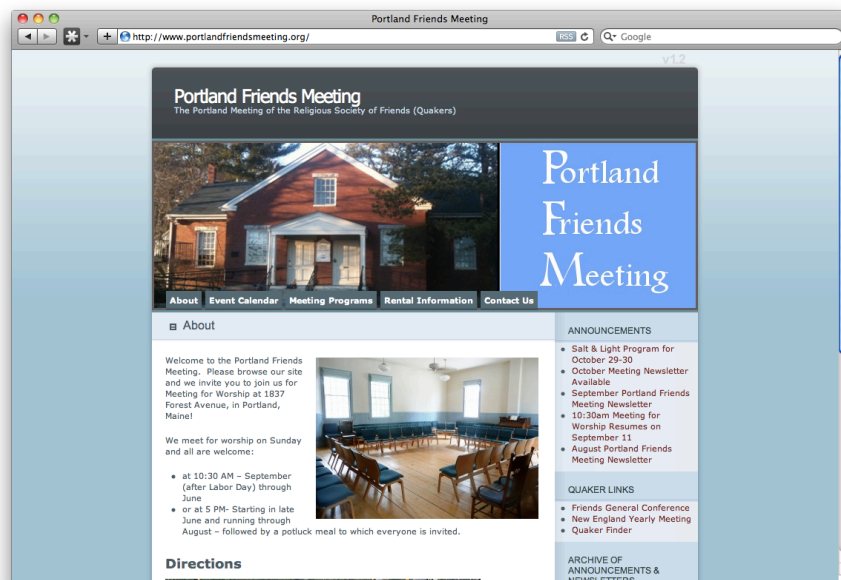 Portland Friends Meeting
http://www.portlandfriendsmeeting.org/
RSS
Google
v1.2
Portland Friends Meeting
The Portland Meeting of the Religious Society of Friends (Quakers)
Portland
Friends
Meeting
About
Event Calendar
Meeting Programs
Rental Information
Contact Us
About
Welcome to the Portland Friends
Meeting. Please browse our site
and we invite you to join us for
Meeting for Worship at 1837
Forest Avenue, in Portland,
Maine!
We meet for worship on Sunday
and all are welcome:
at 10:30 AM – September
(after Labor Day) through
June
or at 5 PM- Starting in late
June and running through
August – followed by a potluck meal to which everyone is invited.
Directions
ANNOUNCEMENTS
Salt & Light Program for
October 29-30
October Meeting Newsletter
Available
September Portland Friends
Meeting Newsletter
10:30am Meeting for
Worship Resumes on
September 11
August Portland Friends
Meeting Newsletter
QUAKER LINKS
Friends General Conference
New England Yearly Meeting
Quaker Finder
ARCHIVE OF
ANNOUNCEMENTS &
NEWSLETTERS